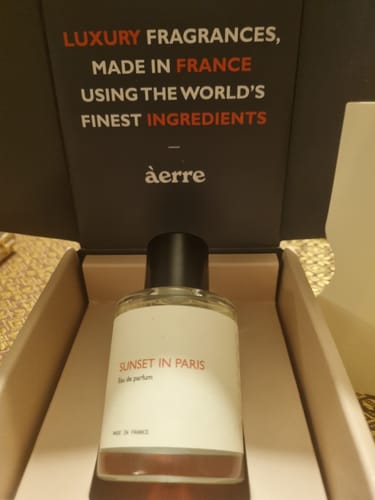 LUXURY FRAGRANCES,
MADE IN FRANCE
USING THE WORLD'S
FINEST INGREDIENTS
àerre
SUNSET IN PARIS
Eau de parfum
MADE IN FRANCE